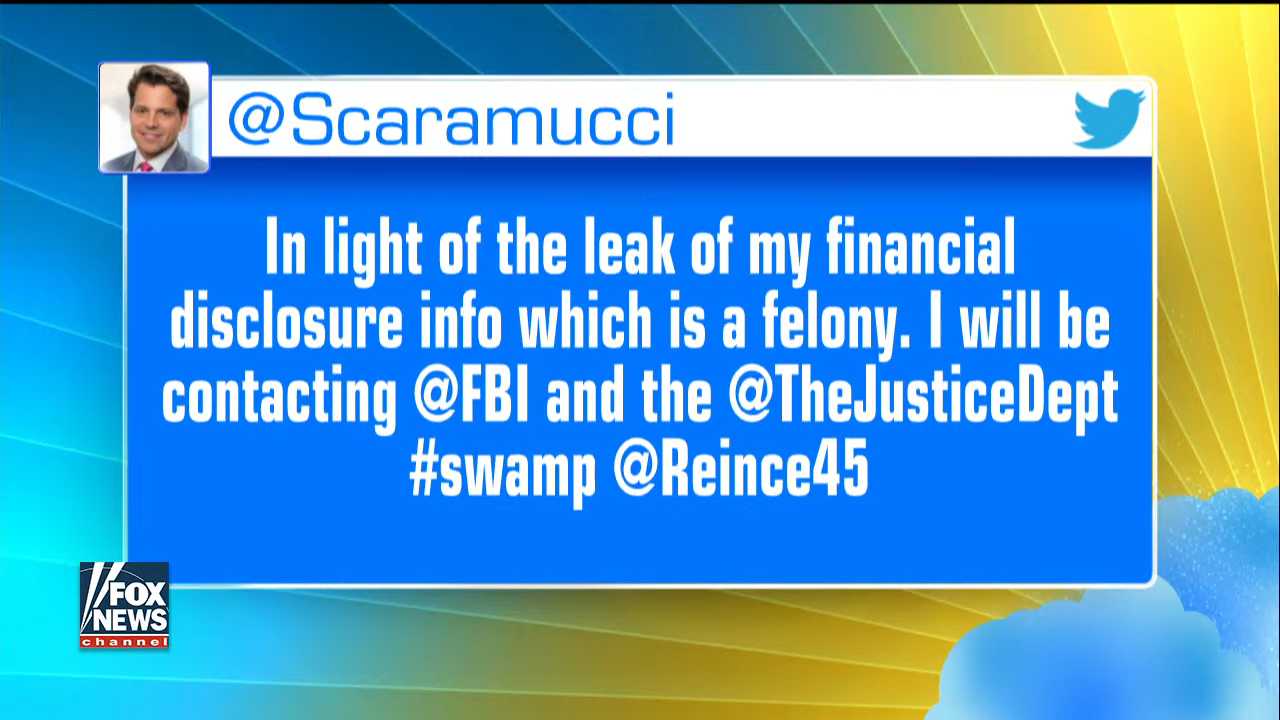 @Scaramucci
In light of the leak of my financial
disclosure info which is a felony. I will be
contacting @FBI and the @TheJusticeDept
#swamp @Reince45
FOX
NEWS
channel